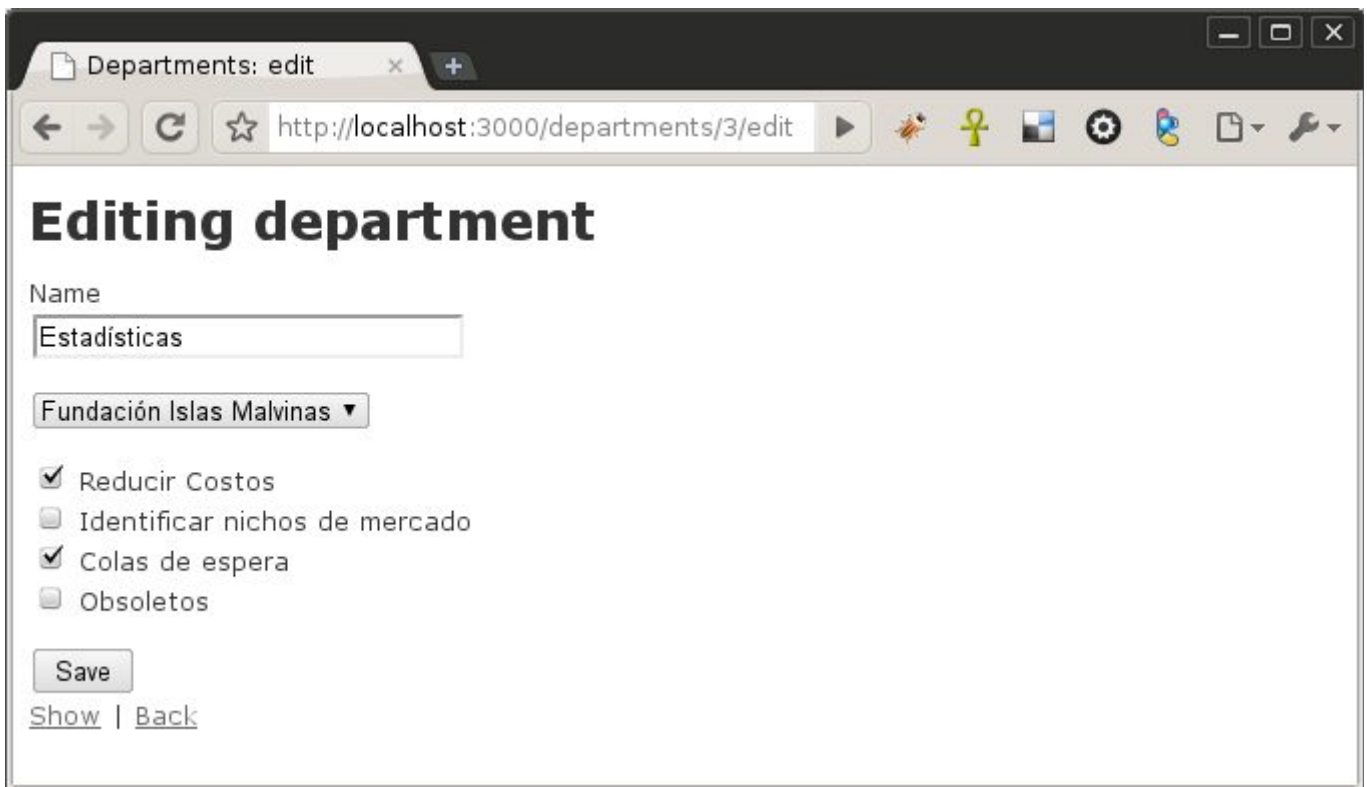 Departments: edit
http://localhost:3000/departments/3/edit
Editing department
Name
Estadísticas
Fundación Islas Malvinas
Reducir Costos
Identificar nichos de mercado
Colas de espera
Obsoletos
Save
Show | Back